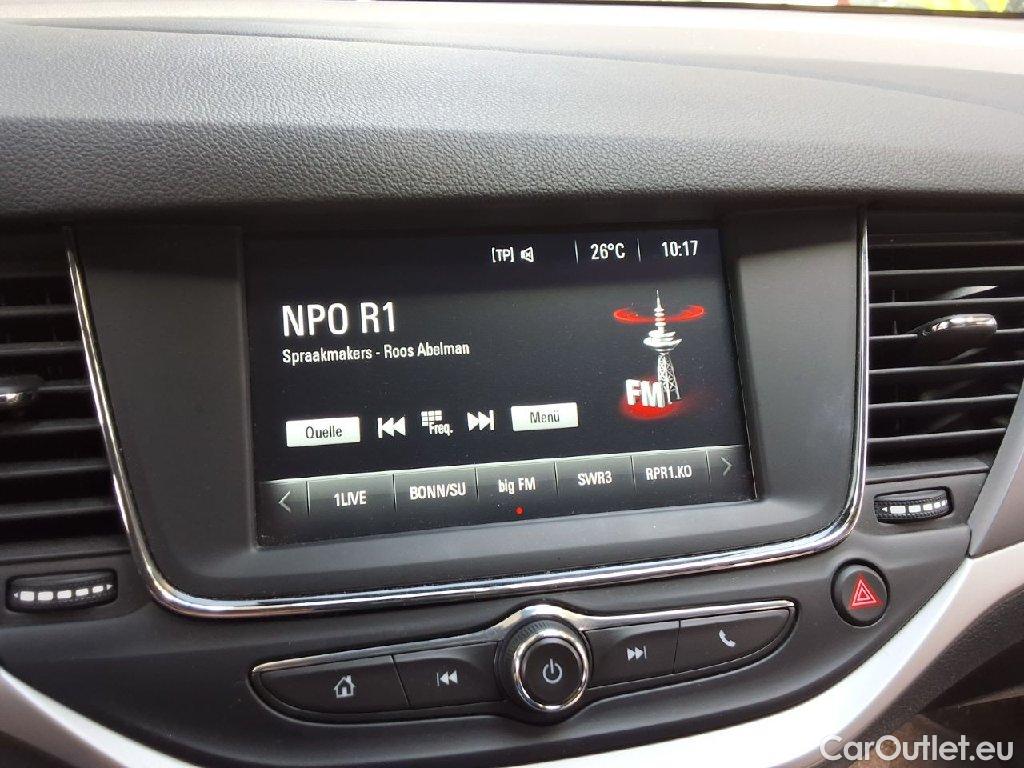 [TP] 26°C 10:17
NPO R1
Spraakmakers - Roos Abelman
FM
Quelle Freq. Menü
1LIVE BONN/SU big FM SWR3 RPR1.KO
CarOutlet.eu